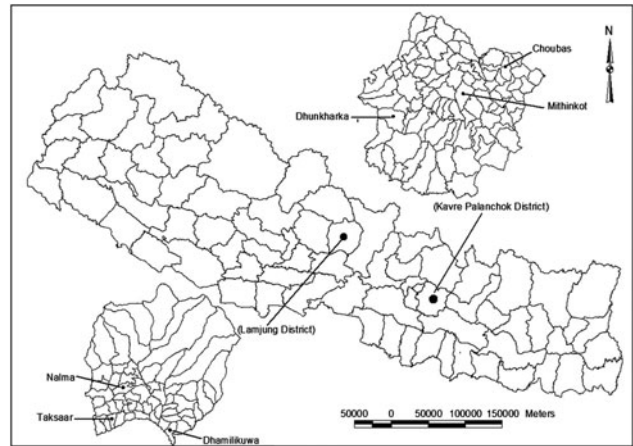 N
Choubas
Mithinkot
Dhunkharka
(Kavre Palanchok District)
(Lamjung District)
Nalma
Taksaar
Dhamilikuwa
50000 0 50000 100000 150000 Meters